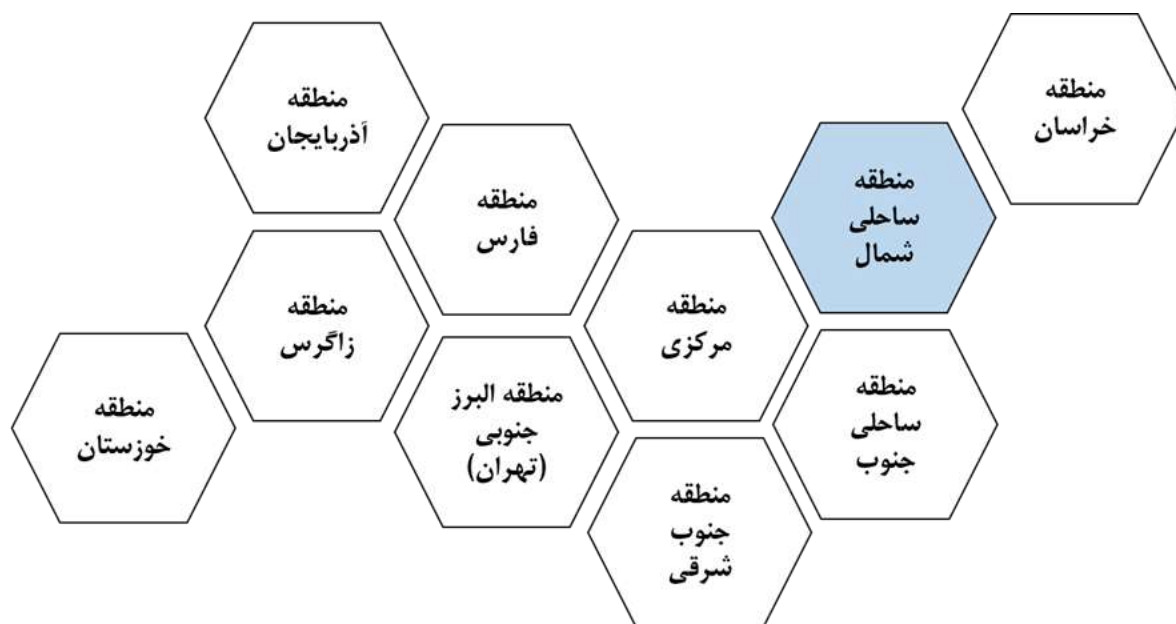 منطقه
خراسان
منطقه
آذربایجان
منطقه
ساحلی
شمال
منطقه
فارس
منطقه
مرکزی
منطقه
زاگرس
منطقه
ساحلی
جنوب
منطقه البرز
جنوبی
(تهران)
منطقه
خوزستان
منطقه
جنوب
شرقی